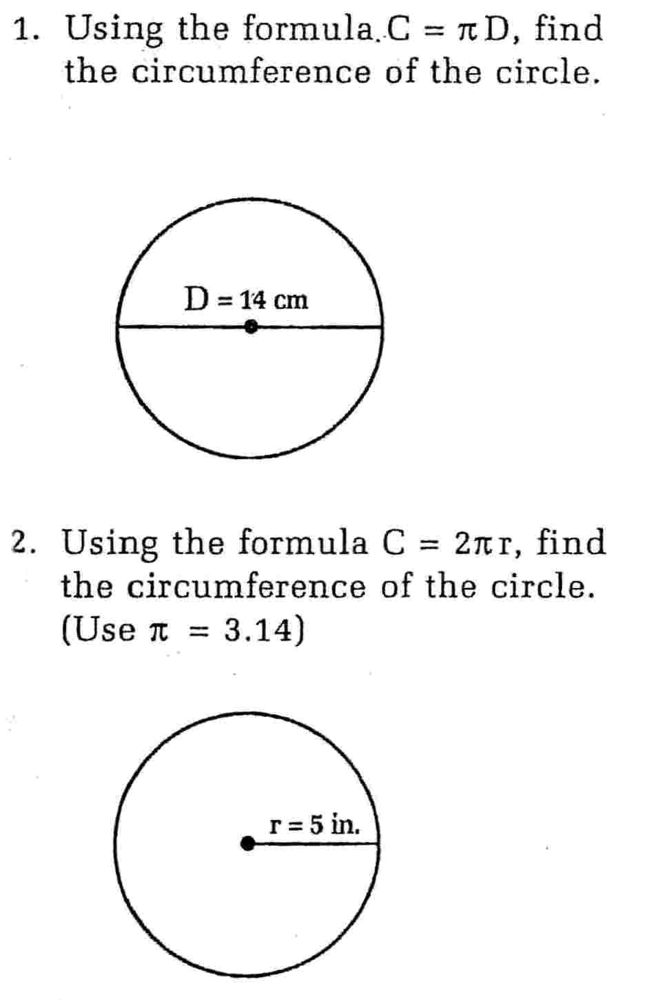 1. Using the formula. C = πD, find
the circumference of the circle.
D = 14 cm
2. Using the formula C = 2πr, find
the circumference of the circle.
(Use π = 3.14)
r = 5 in.